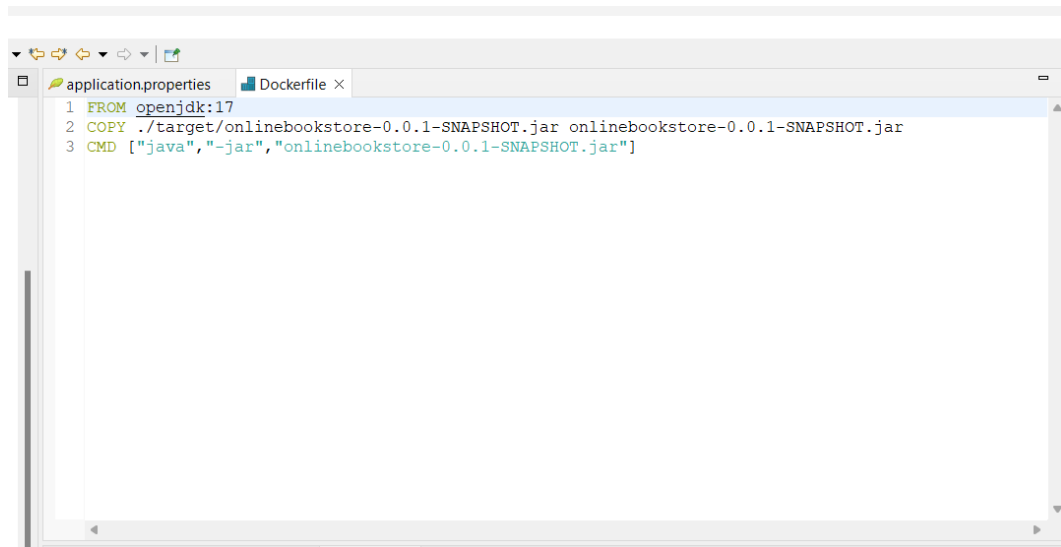 application.properties
Dockerfile
1 FROM openjdk:17
2 COPY ./target/onlinebookstore-0.0.1-SNAPSHOT.jar onlinebookstore-0.0.1-SNAPSHOT.jar
3 CMD ["java","-jar","onlinebookstore-0.0.1-SNAPSHOT.jar"]